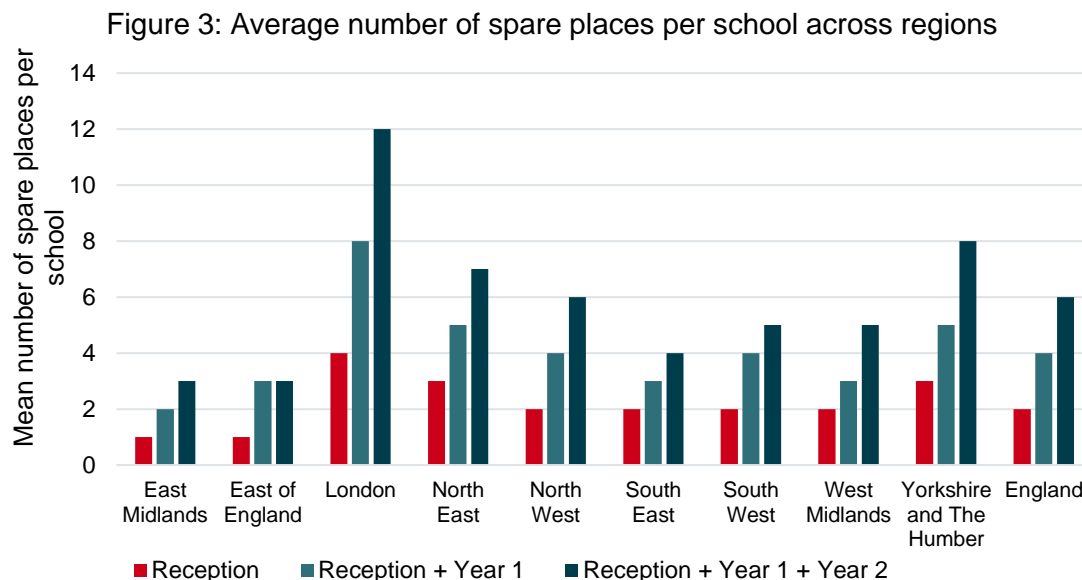 Figure 3: Average number of spare places per school across regions
Mean number of spare places per
school
14
12
10
8
6
4
2
0
East
Midlands
East of
England
London
North
East
North
West
South
East
South
West
West
Midlands
Yorkshire
and The
Humber
England
Reception
Reception + Year 1
Reception + Year 1 + Year 2